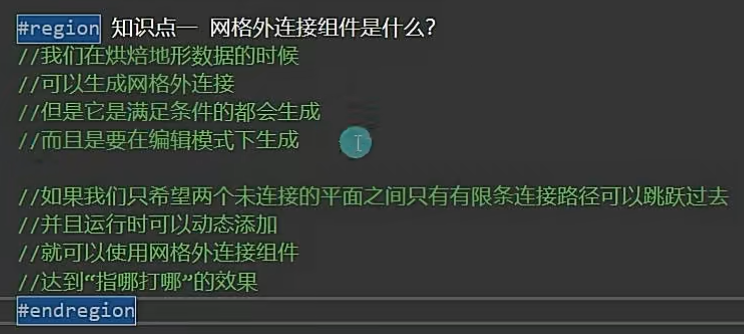 #region 知识点一 网格外连接组件是什么?
//我们在烘焙地形数据的时候
//可以生成网格外连接
//但是它是满足条件的都会生成
//而且是要在编辑模式下生成
//如果我们只希望两个未连接的平面之间只有有限条连接路径可以跳跃过去
//并且运行时可以动态添加
//就可以使用网格外连接组件
//达到“指哪打哪”的效果
#endregion